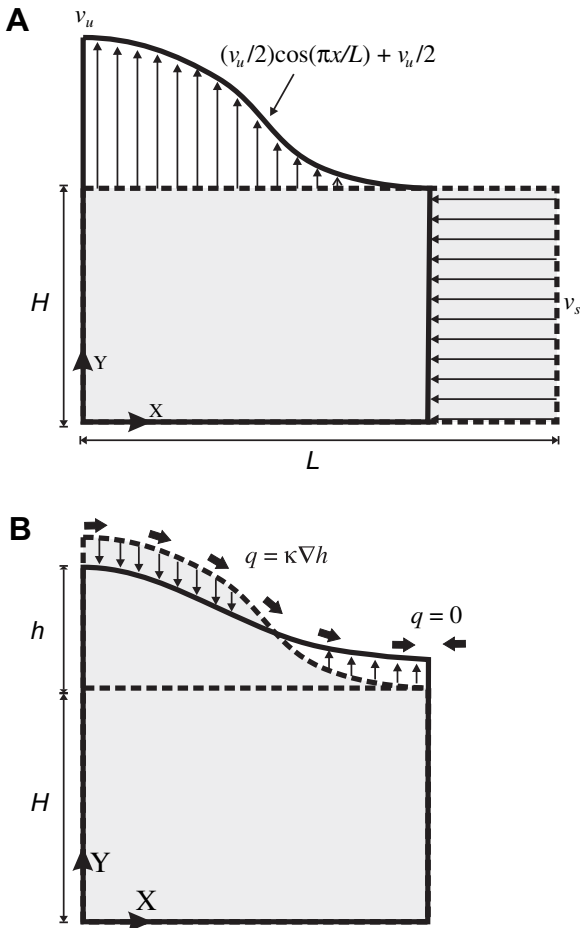 A
v_u
(v_u/2)cos(πx/L) + v_u/2
H
v_s
Y
X
L
B
q = κ∇h
q = 0
h
H
Y
X